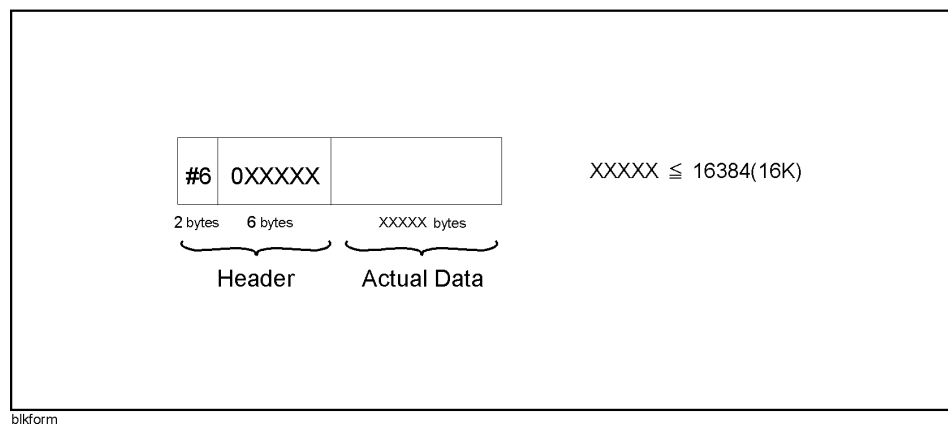 #6 0XXXXX
XXXXX ≦ 16384(16K)
2 bytes 6 bytes XXXXX bytes
Header Actual Data
blkform